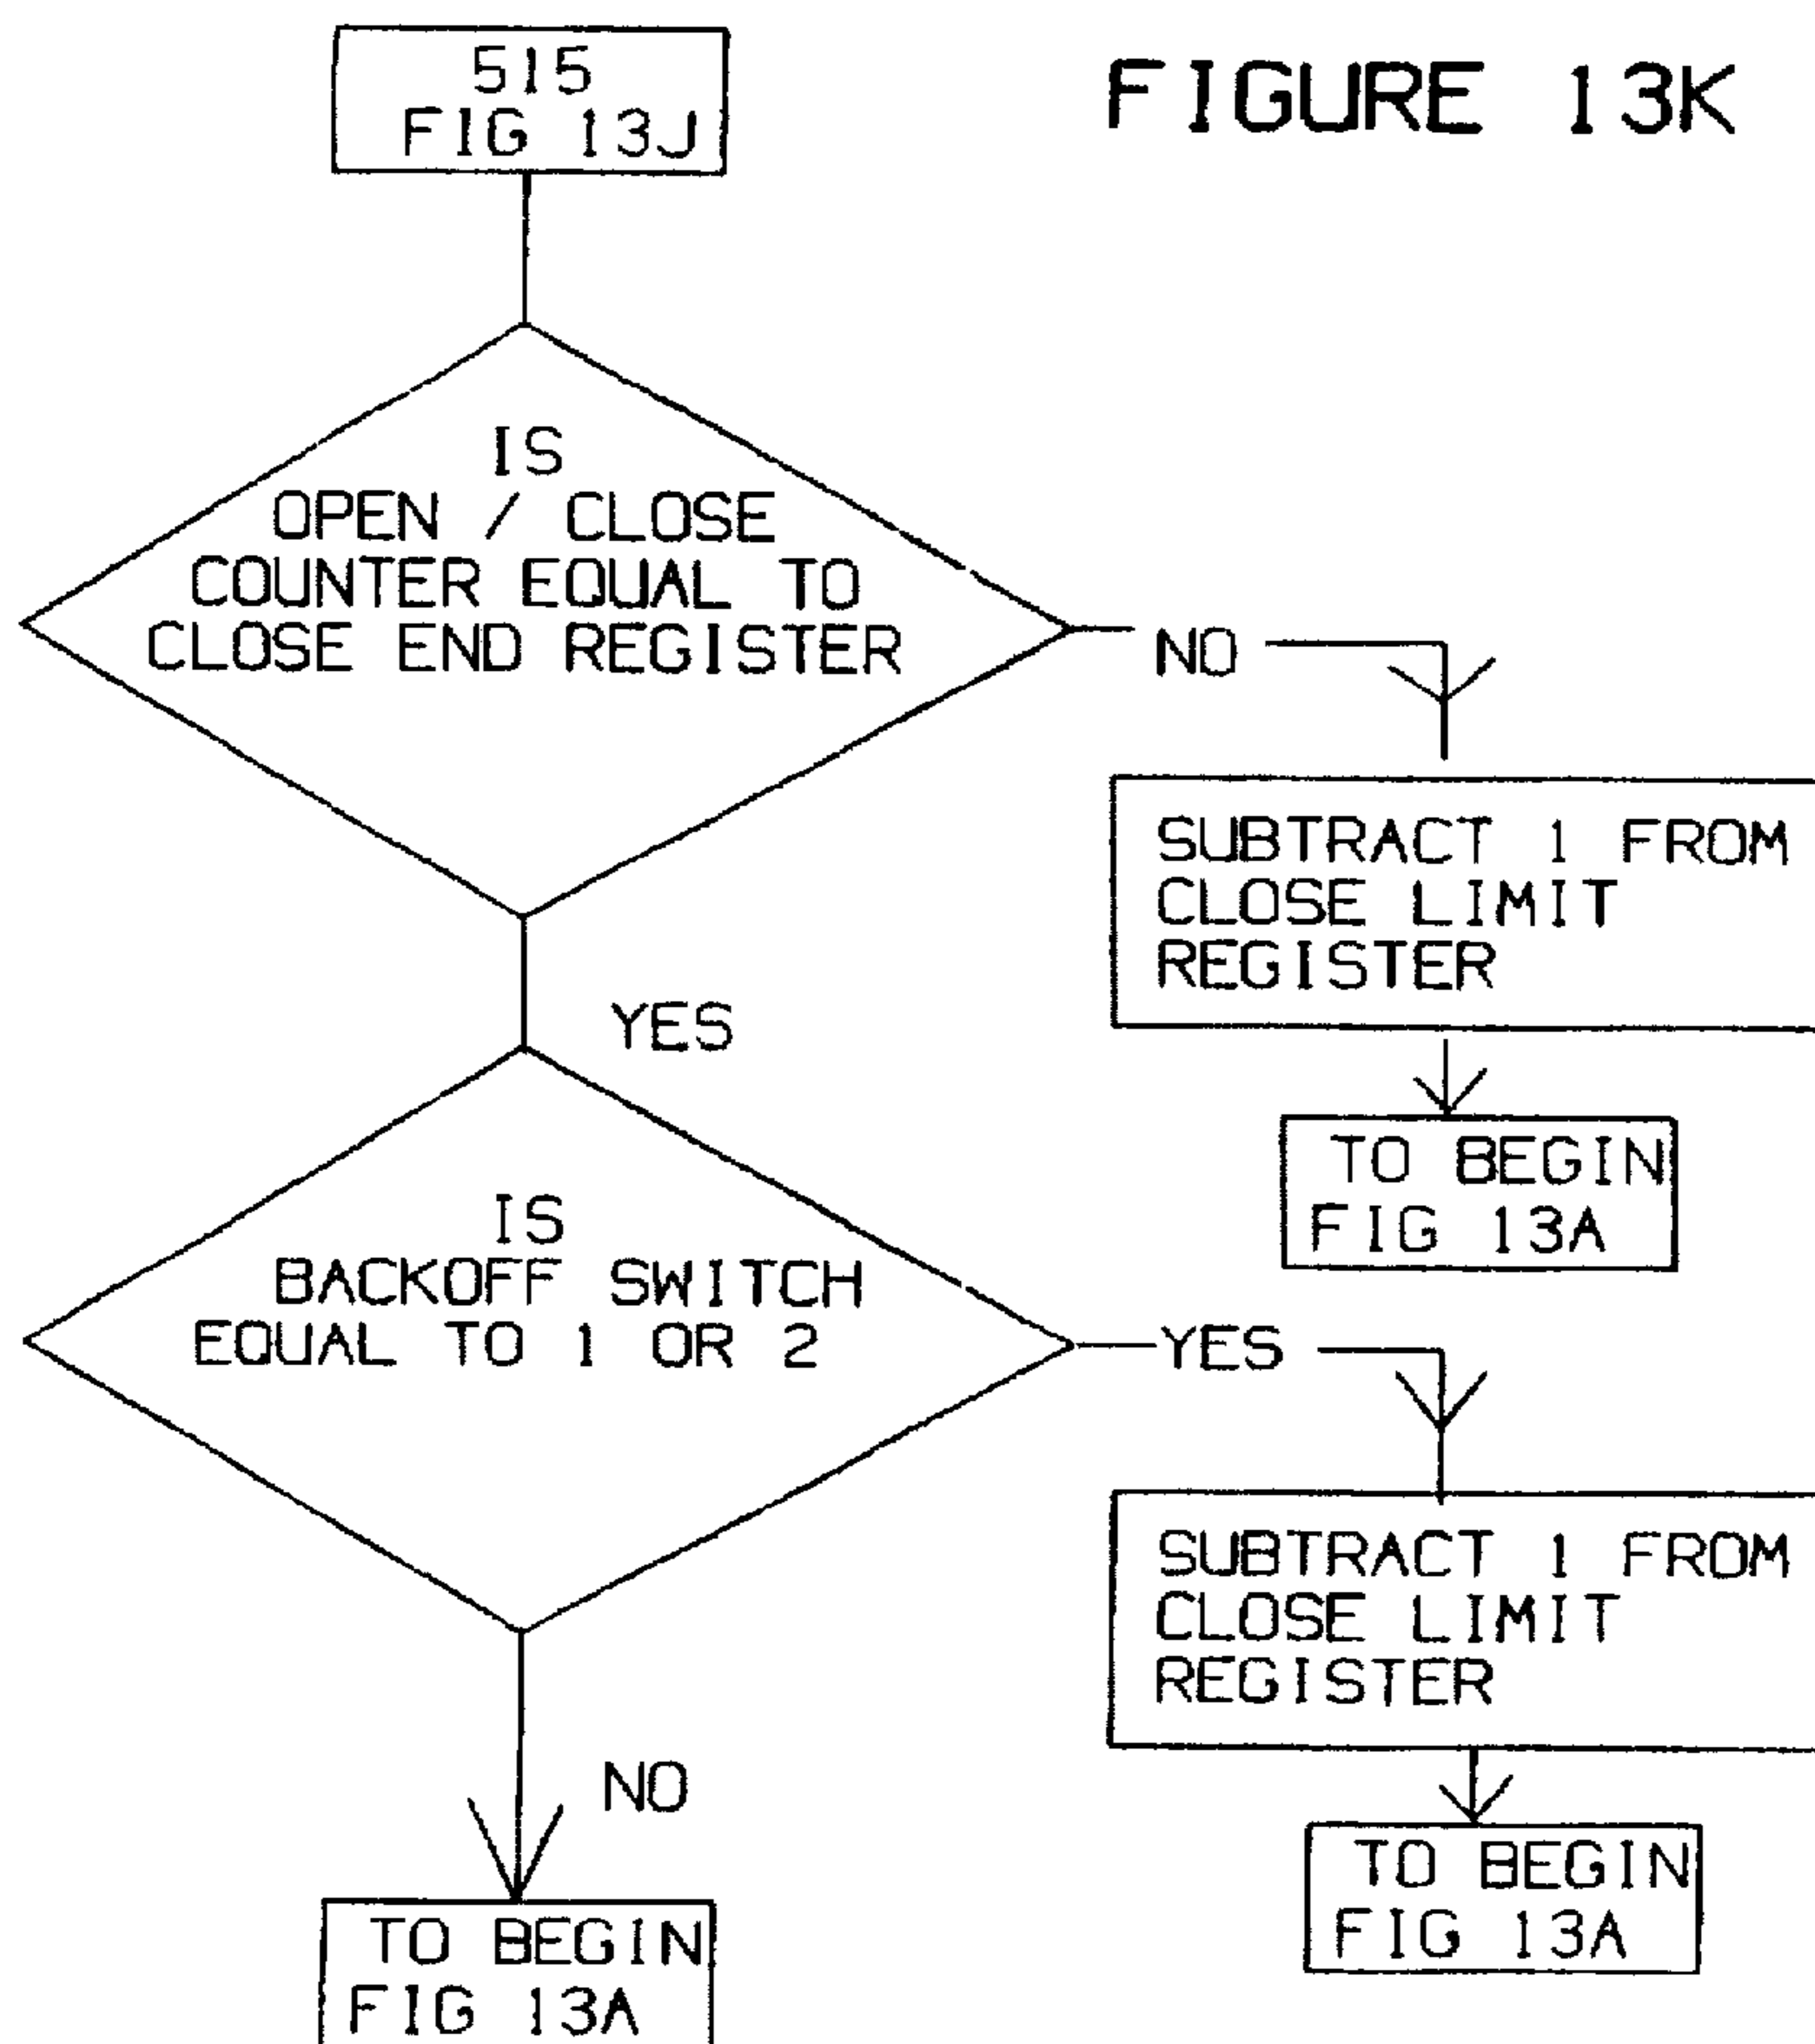 FIGURE 13K
515
FIG 13J
IS
OPEN / CLOSE
COUNTER EQUAL TO
CLOSE END REGISTER
NO
SUBTRACT 1 FROM
CLOSE LIMIT
REGISTER
TO BEGIN
FIG 13A
YES
IS
BACKOFF SWITCH
EQUAL TO 1 OR 2
YES
SUBTRACT 1 FROM
CLOSE LIMIT
REGISTER
TO BEGIN
FIG 13A
NO
TO BEGIN
FIG 13A